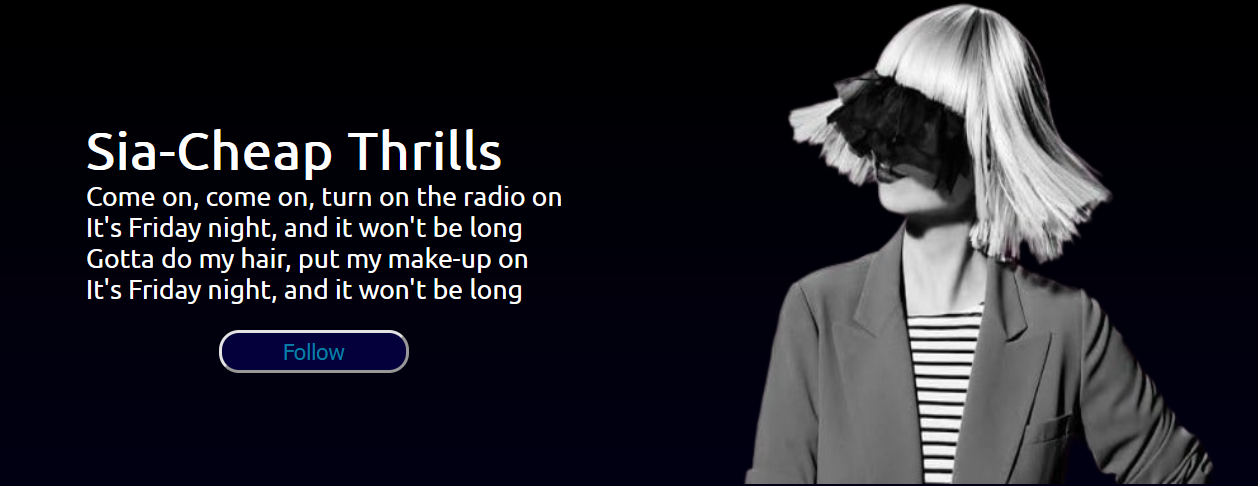 Sia-Cheap Thrills
Come on, come on, turn on the radio on
It's Friday night, and it won't be long
Gotta do my hair, put my make-up on
It's Friday night, and it won't be long
Follow